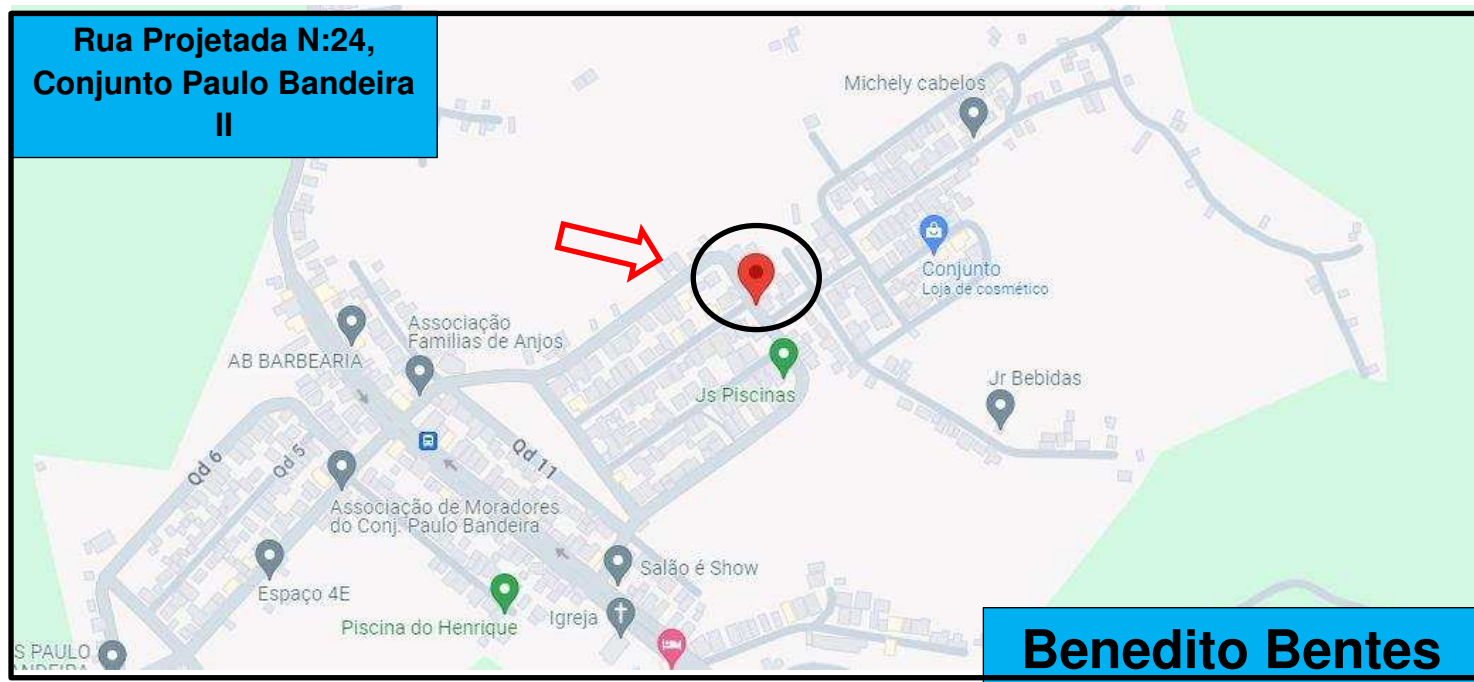 Rua Projetada N:24,
Conjunto Paulo Bandeira
II
Michely cabelos
Conjunto
Loja de cosmético
Associação
Familias de Anjos
AB BARBEARIA
Js Piscinas
Jr Bebidas
Qd 6
Qd 5
Qd 11
Associação de Moradores
do Conj. Paulo Bandeira
Salão é Show
Espaço 4E
Igreja
Piscina do Henrique
S PAULO
Benedito Bentes